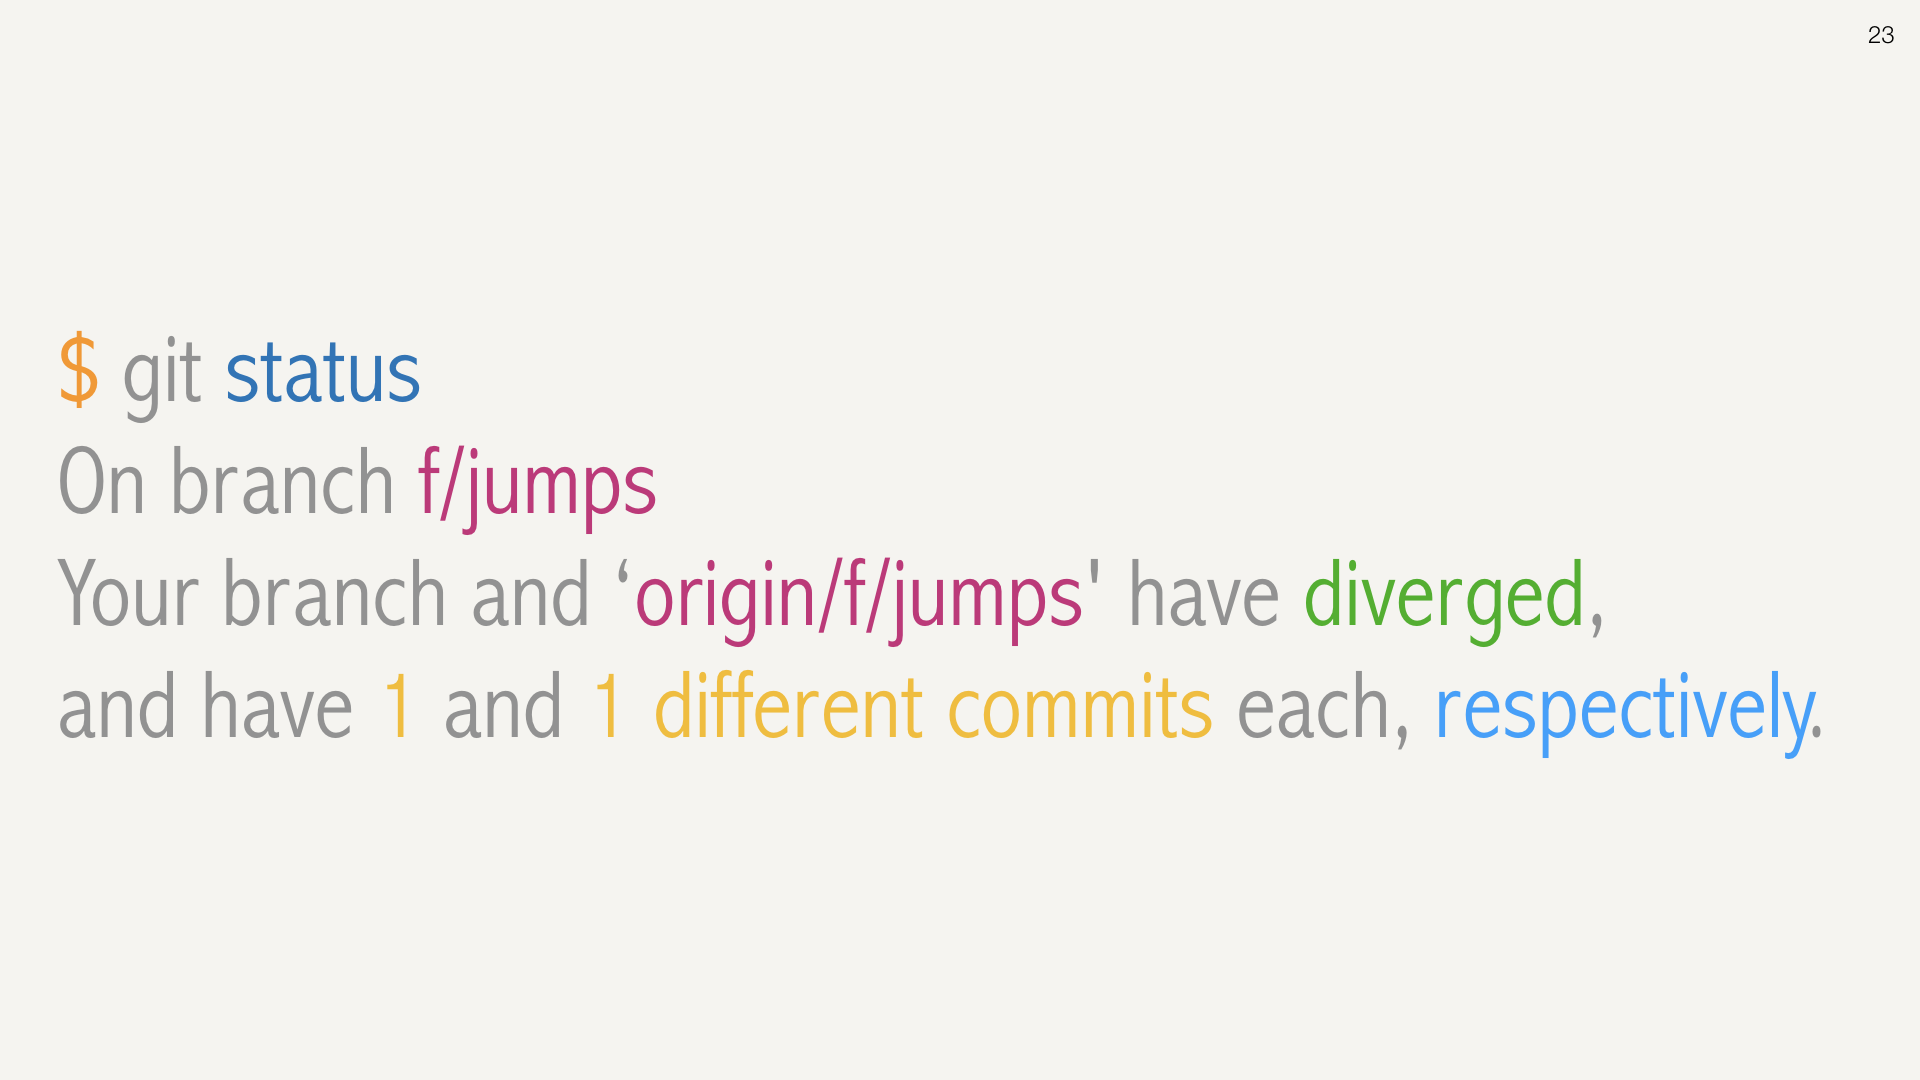 23
$ git status
On branch f/jumps
Your branch and ‘origin/f/jumps' have diverged,
and have 1 and 1 different commits each, respectively.